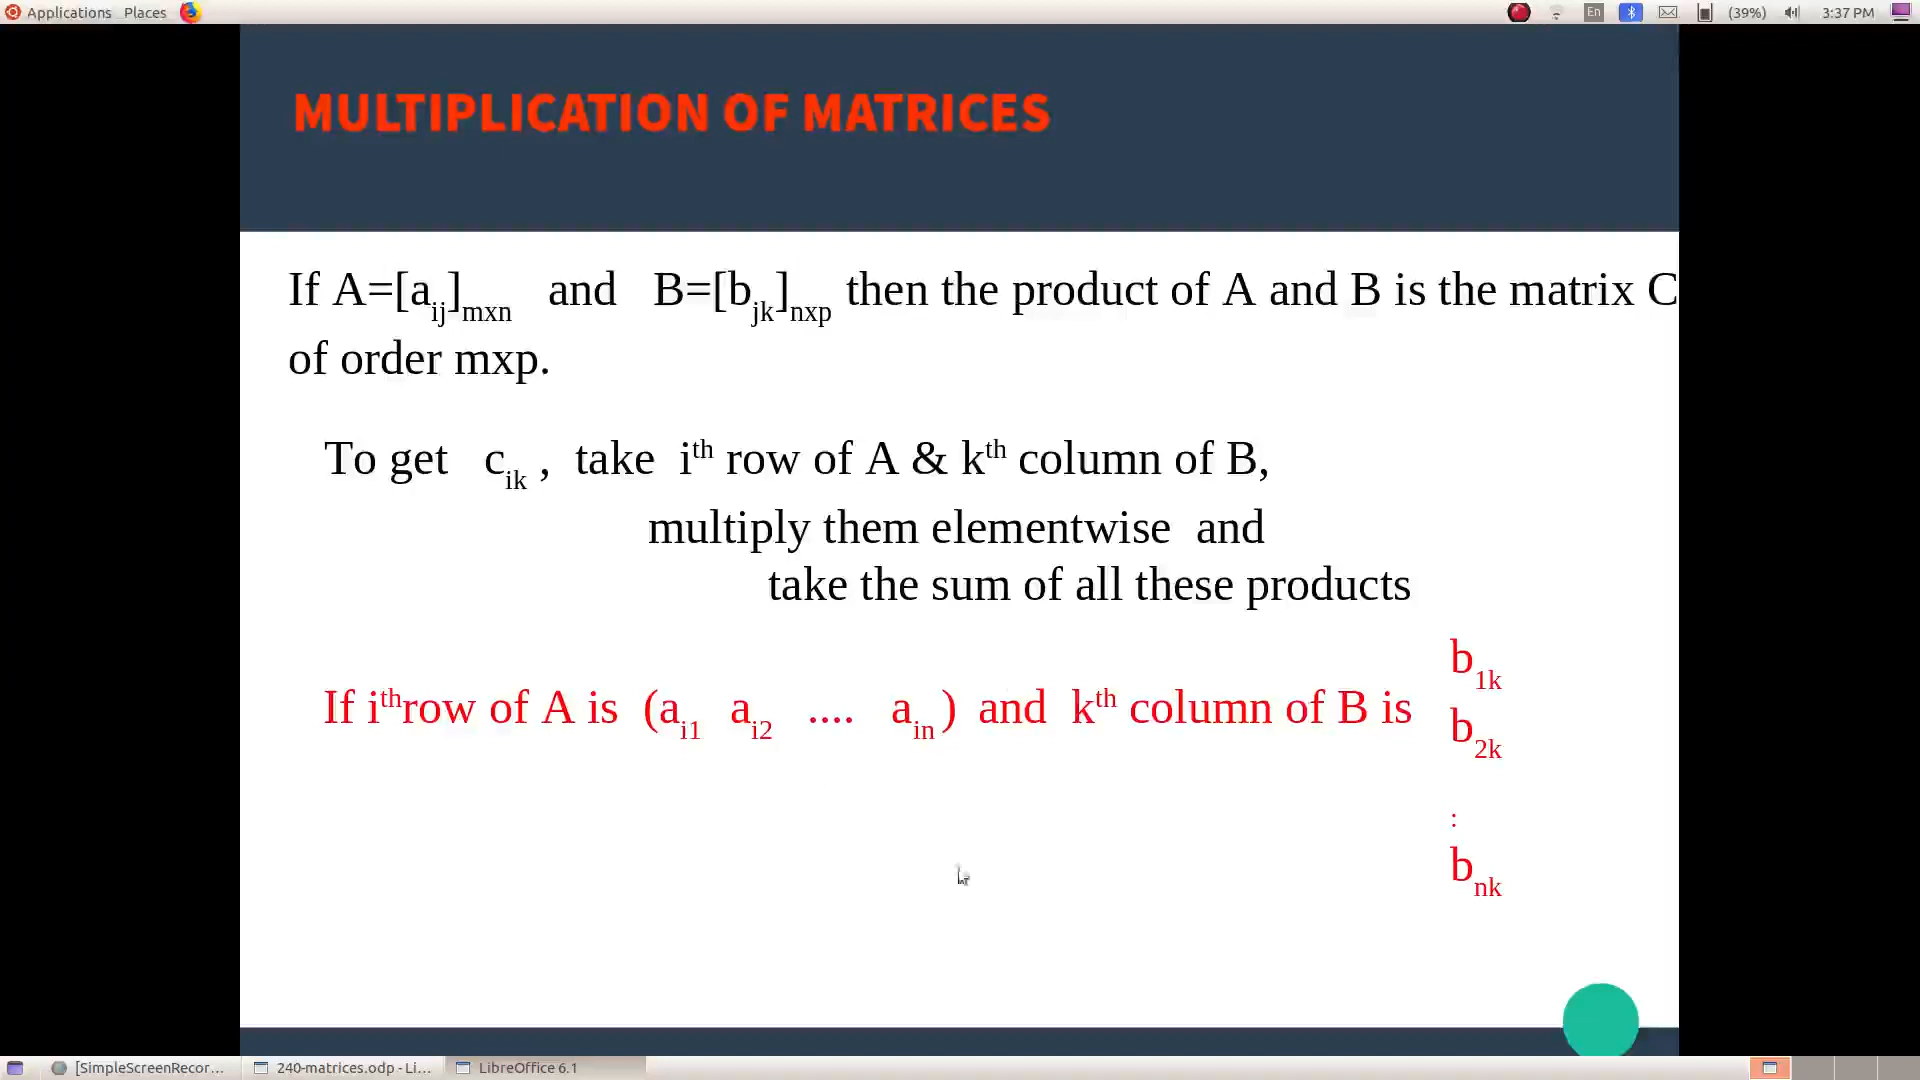 Applications Places En (39%) 3:37 PM
MULTIPLICATION OF MATRICES
If A=[aij]mxn and B=[bjk]nxp then the product of A and B is the matrix C
of order mxp.
To get cik , take ith row of A & kth column of B,
multiply them elementwise and
take the sum of all these products
If ithrow of A is (ai1 ai2 .... ain) and kth column of B is
b1k
b2k
:
bnk
[SimpleScreenRecor... 240-matrices.odp - Li... LibreOffice 6.1